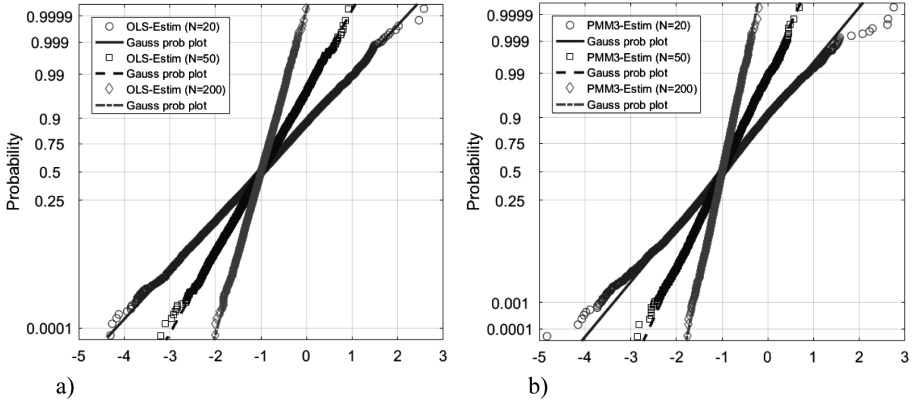 0.9999
0.999
0.99
0.9
0.75
0.5
0.25
0.0001
Probability
OLS-Estim (N=20)
Gauss prob plot
OLS-Estim (N=50)
Gauss prob plot
OLS-Estim (N=200)
Gauss prob plot
-5 -4 -3 -2 -1 0 1 2 3
a)
0.9999
0.999
0.99
0.9
0.75
0.5
0.25
0.001
0.0001
Probability
PMM3-Estim (N=20)
Gauss prob plot
PMM3-Estim (N=50)
Gauss prob plot
PMM3-Estim (N=200)
Gauss prob plot
-5 -4 -3 -2 -1 0 1 2 3
b)